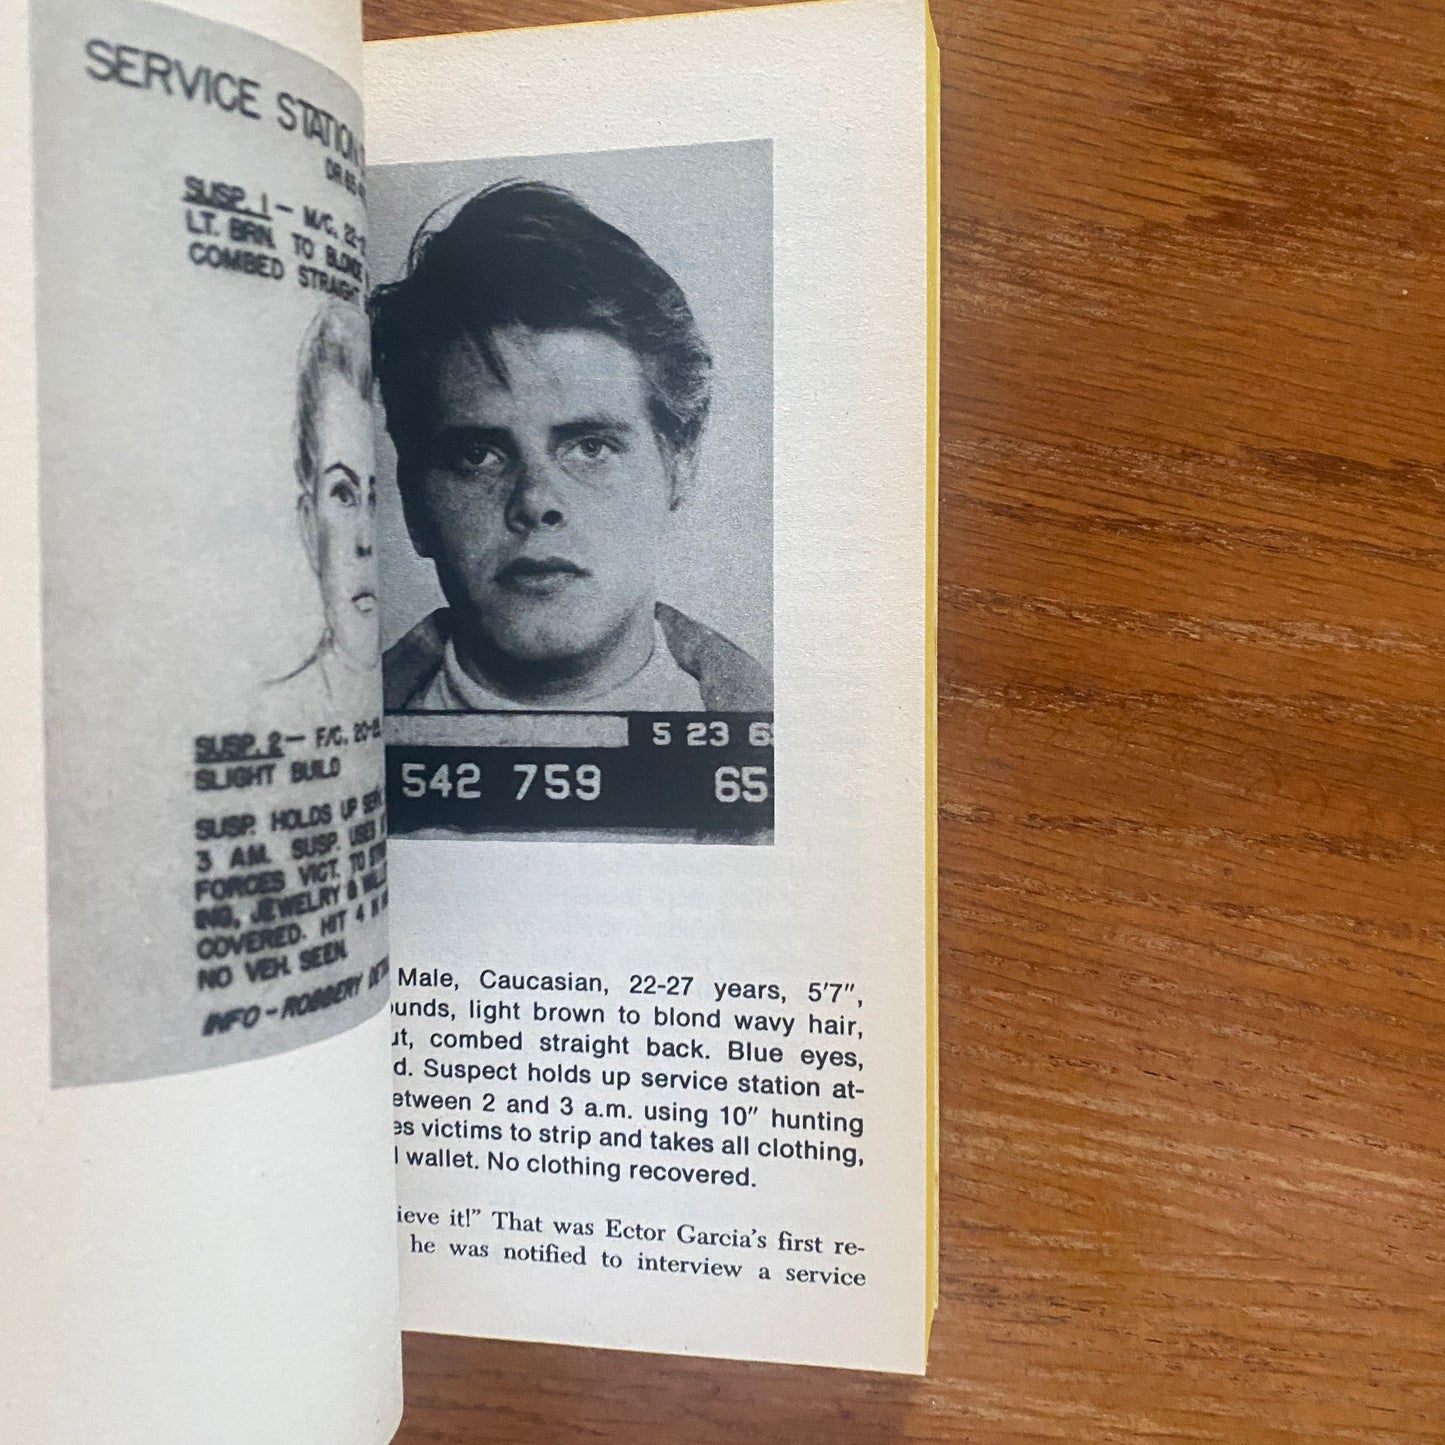 SERVICE STATION
DR 65
SUSP. 1 – M/C, 22-
LT. BRN. TO BLONDE
COMBED STRAIGHT
SUSP. 2 – F/C, 20-
SLIGHT BUILD
SUSP. HOLDS UP
3 AM. SUSP. USES
FORCES VICT. TO
ING, JEWELRY &
COVERED. HIT 4
NO VEH. SEEN.
INFO – ROBBERY
5 23 6
542 759 65
Male, Caucasian, 22-27 years, 5′7″,
ounds, light brown to blond wavy hair,
ut, combed straight back. Blue eyes,
d. Suspect holds up service station at-
etween 2 and 3 a.m. using 10″ hunting
es victims to strip and takes all clothing,
l wallet. No clothing recovered.
ieve it!” That was Ector Garcia’s first re-
he was notified to interview a service